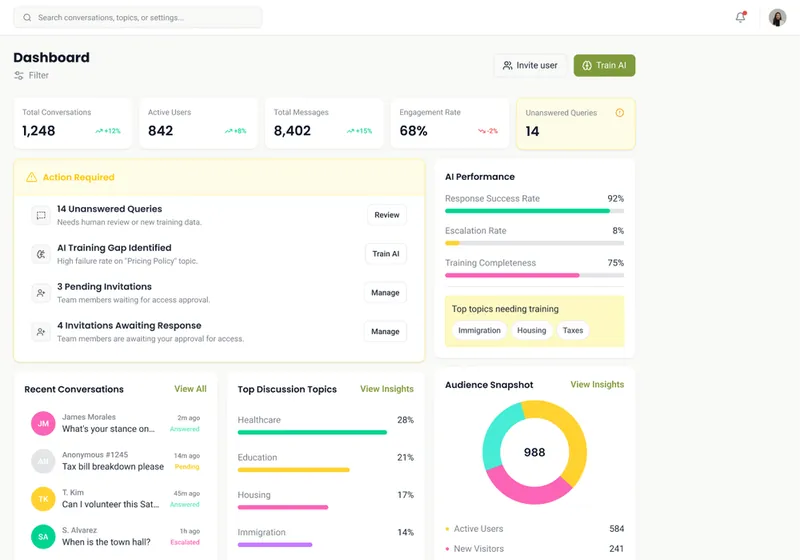 Search conversations, topics, or settings...
Dashboard
Filter
Invite user
Train AI
Total Conversations
1,248
+12%
Active Users
842
+8%
Total Messages
8,402
+15%
Engagement Rate
68%
-2%
Unanswered Queries
14
Action Required
14 Unanswered Queries
Needs human review or new training data.
Review
AI Training Gap Identified
High failure rate on "Pricing Policy" topic.
Train AI
3 Pending Invitations
Team members waiting for access approval.
Manage
4 Invitations Awaiting Response
Team members are awaiting your approval for access.
Manage
AI Performance
Response Success Rate
92%
Escalation Rate
8%
Training Completeness
75%
Top topics needing training
Immigration
Housing
Taxes
Recent Conversations
View All
JM
James Morales
2m ago
What's your stance on...
Answered
AN
Anonymous #1245
14m ago
Tax bill breakdown please
Pending
TK
T. Kim
45m ago
Can I volunteer this Sat...
Answered
SA
S. Alvarez
1h ago
When is the town hall?
Escalated
Top Discussion Topics
View Insights
Healthcare
28%
Education
21%
Housing
17%
Immigration
14%
Audience Snapshot
View Insights
988
Active Users
584
New Visitors
241